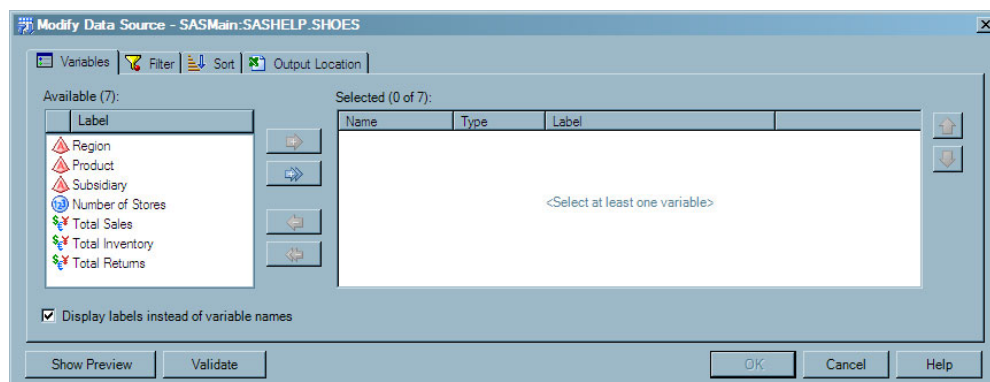 Modify Data Source - SASMain:SASHELP.SHOES
Variables Filter Sort Output Location
Available (7):
Label
Region
Product
Subsidiary
Number of Stores
Total Sales
Total Inventory
Total Returns
Selected (0 of 7):
Name Type Label
<Select at least one variable>
Display labels instead of variable names
Show Preview Validate OK Cancel Help